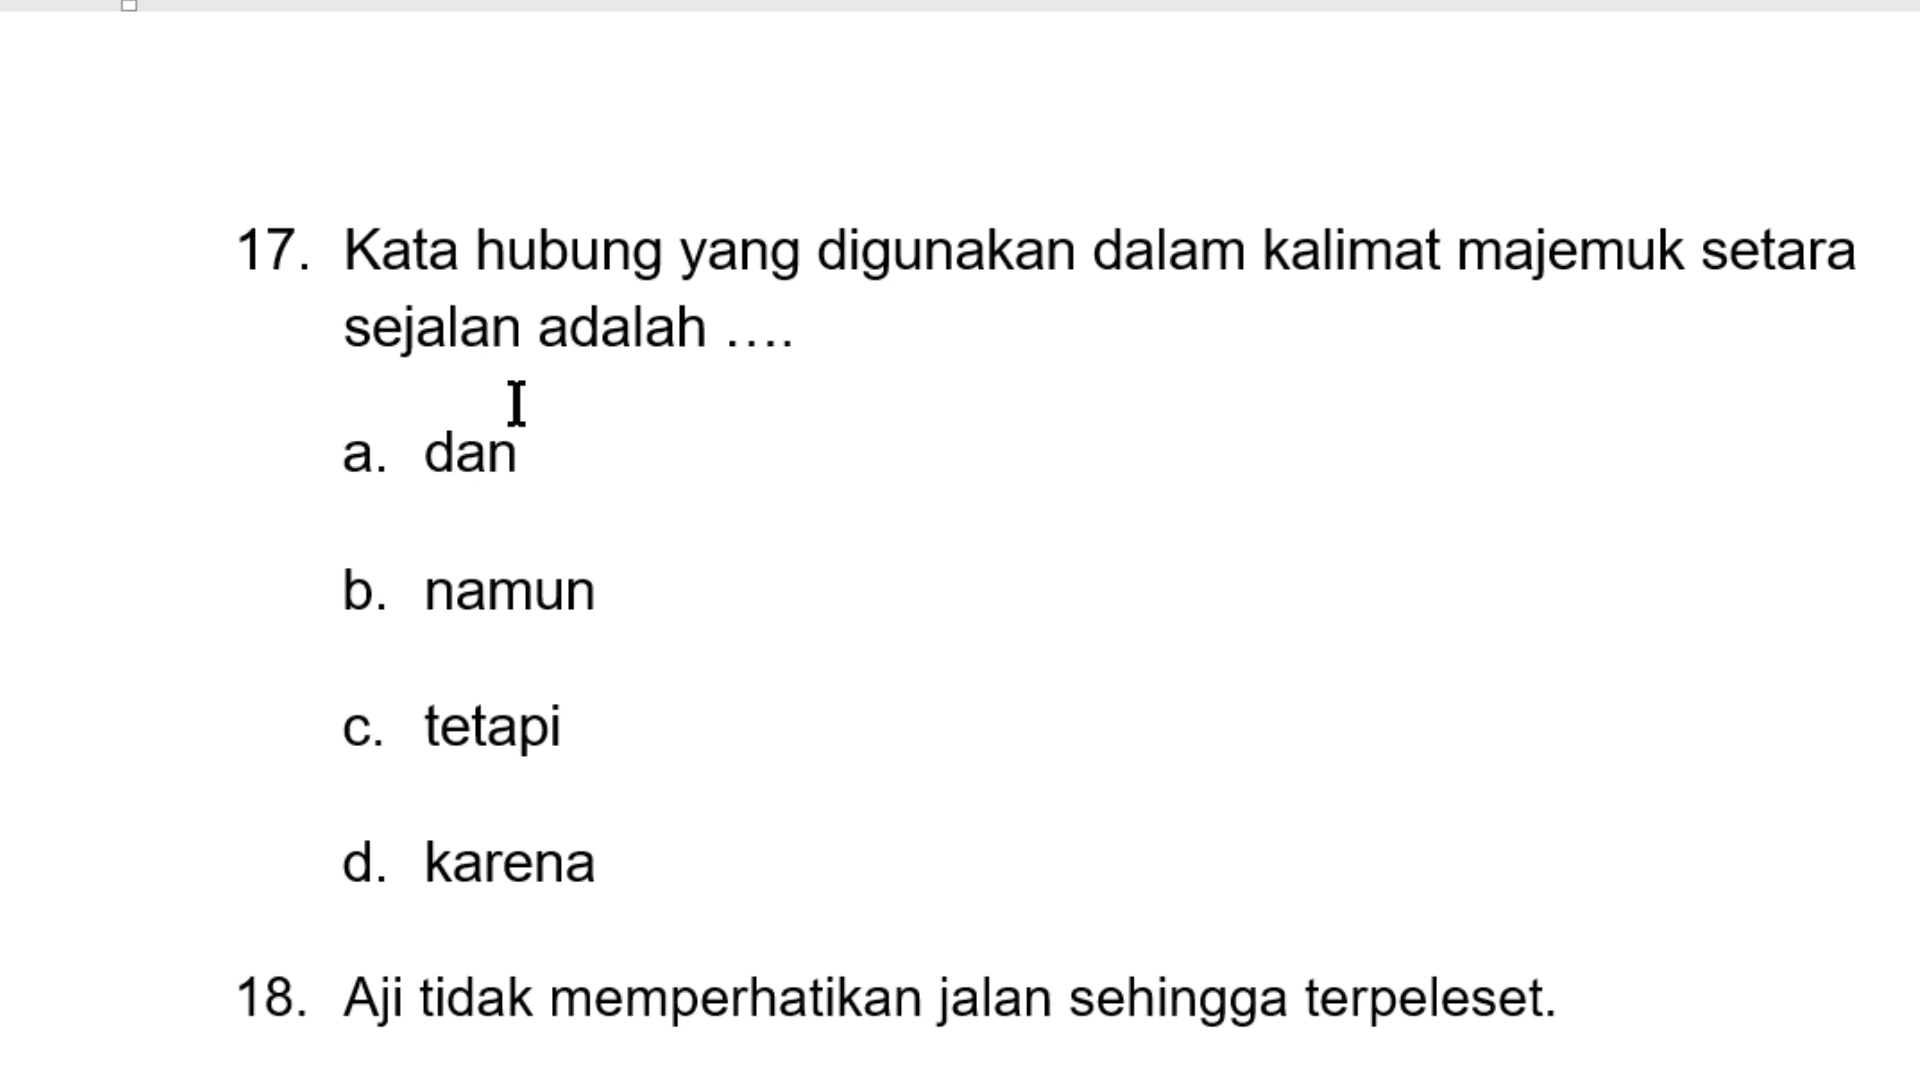 17. Kata hubung yang digunakan dalam kalimat majemuk setara
sejalan adalah ....
a. dan
b. namun
c. tetapi
d. karena
18. Aji tidak memperhatikan jalan sehingga terpeleset.